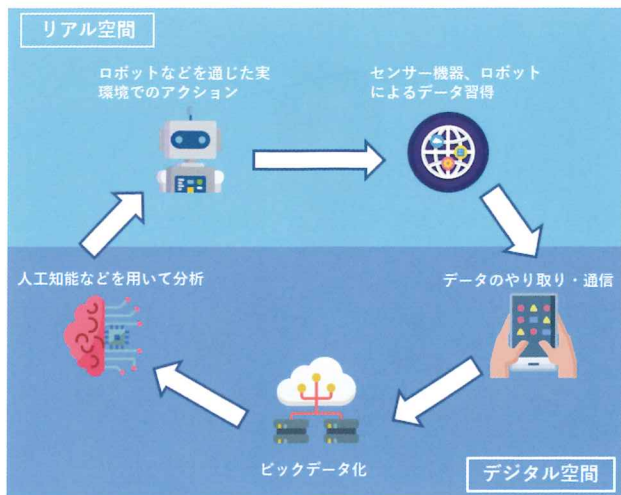 リアル空間
ロボットなどを通じた実
環境でのアクション
センサー機器、ロボット
によるデータ習得
人工知能などを用いて分析
データのやり取り・通信
ビックデータ化
デジタル空間